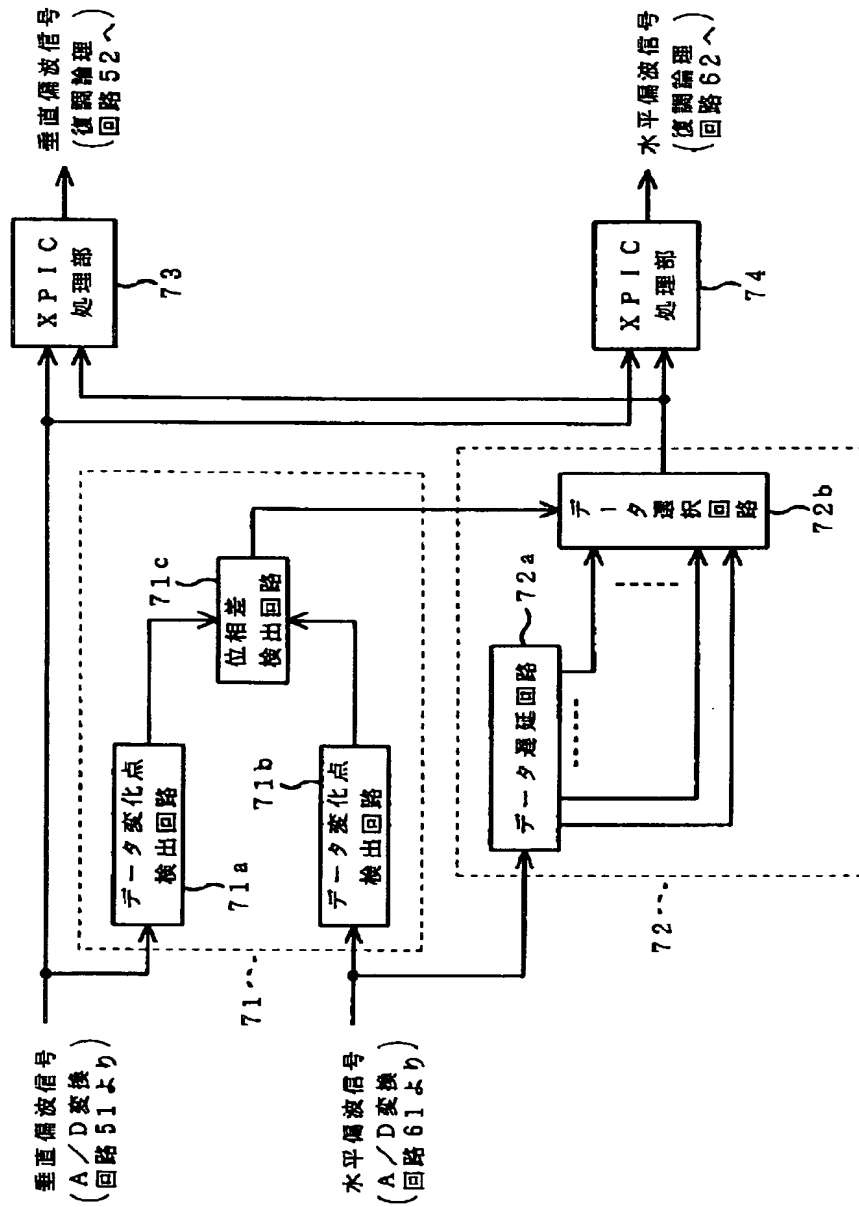 垂直偏波信号
(A/D変換
回路51より)
水平偏波信号
(A/D変換
回路61より)
71
データ変化点
検出回路
71a
データ変化点
検出回路
71b
位相差
検出回路
71c
72
データ遅延回路
72a
データ選択回路
72b
XPIC
処理部
73
XPIC
処理部
74
垂直偏波信号
(復調論理
回路52へ)
水平偏波信号
(復調論理
回路62へ)